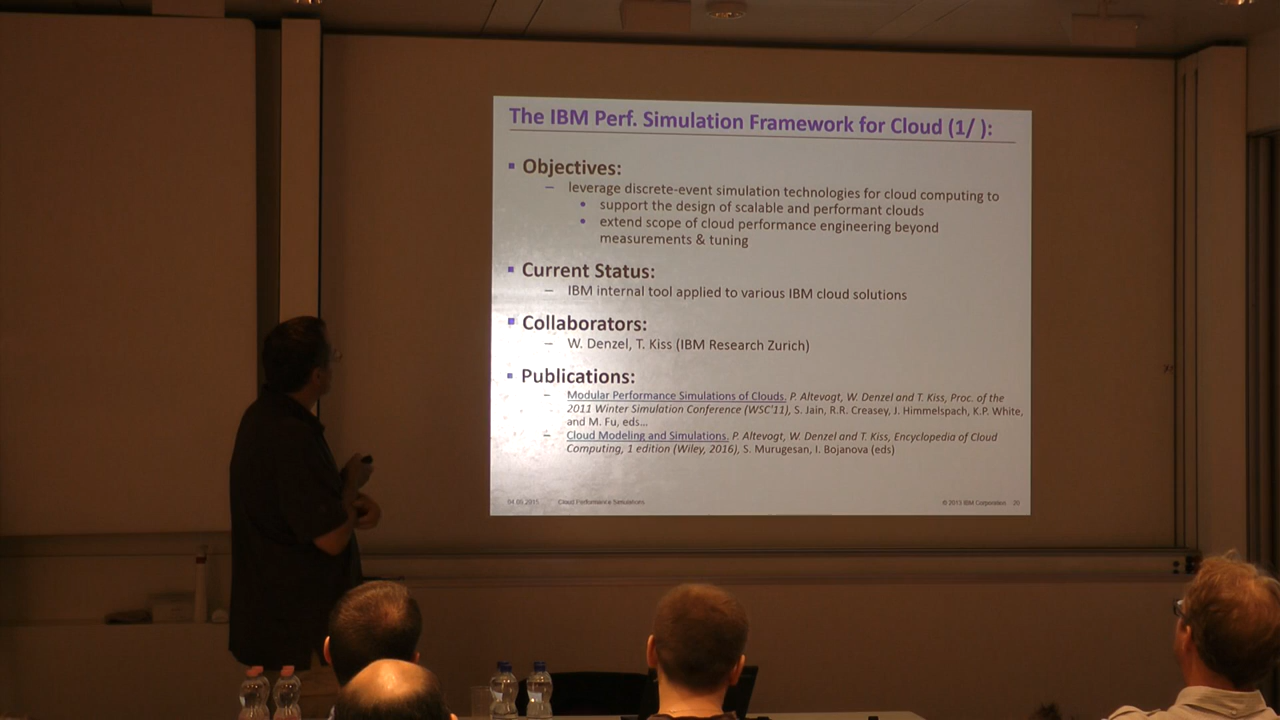 The IBM Perf. Simulation Framework for Cloud (1/ ):
▪ Objectives:
– leverage discrete-event simulation technologies for cloud computing to
• support the design of scalable and performant clouds
• extend scope of cloud performance engineering beyond
measurements & tuning
▪ Current Status:
– IBM internal tool applied to various IBM cloud solutions
▪ Collaborators:
– W. Denzel, T. Kiss (IBM Research Zurich)
▪ Publications:
– Modular Performance Simulations of Clouds, P. Altevogt, W. Denzel and T. Kiss, Proc. of the
2011 Winter Simulation Conference (WSC'11), S. Jain, R.R. Creasey, J. Himmelspach, K.P. White,
and M. Fu, eds...
– Cloud Modeling and Simulations. P. Altevogt, W. Denzel and T. Kiss, Encyclopedia of Cloud
Computing, 1 edition (Wiley, 2016), S. Murugesan, I. Bojanova (eds)
04.09.2015 Cloud Performance Simulations © 2013 IBM Corporation 20